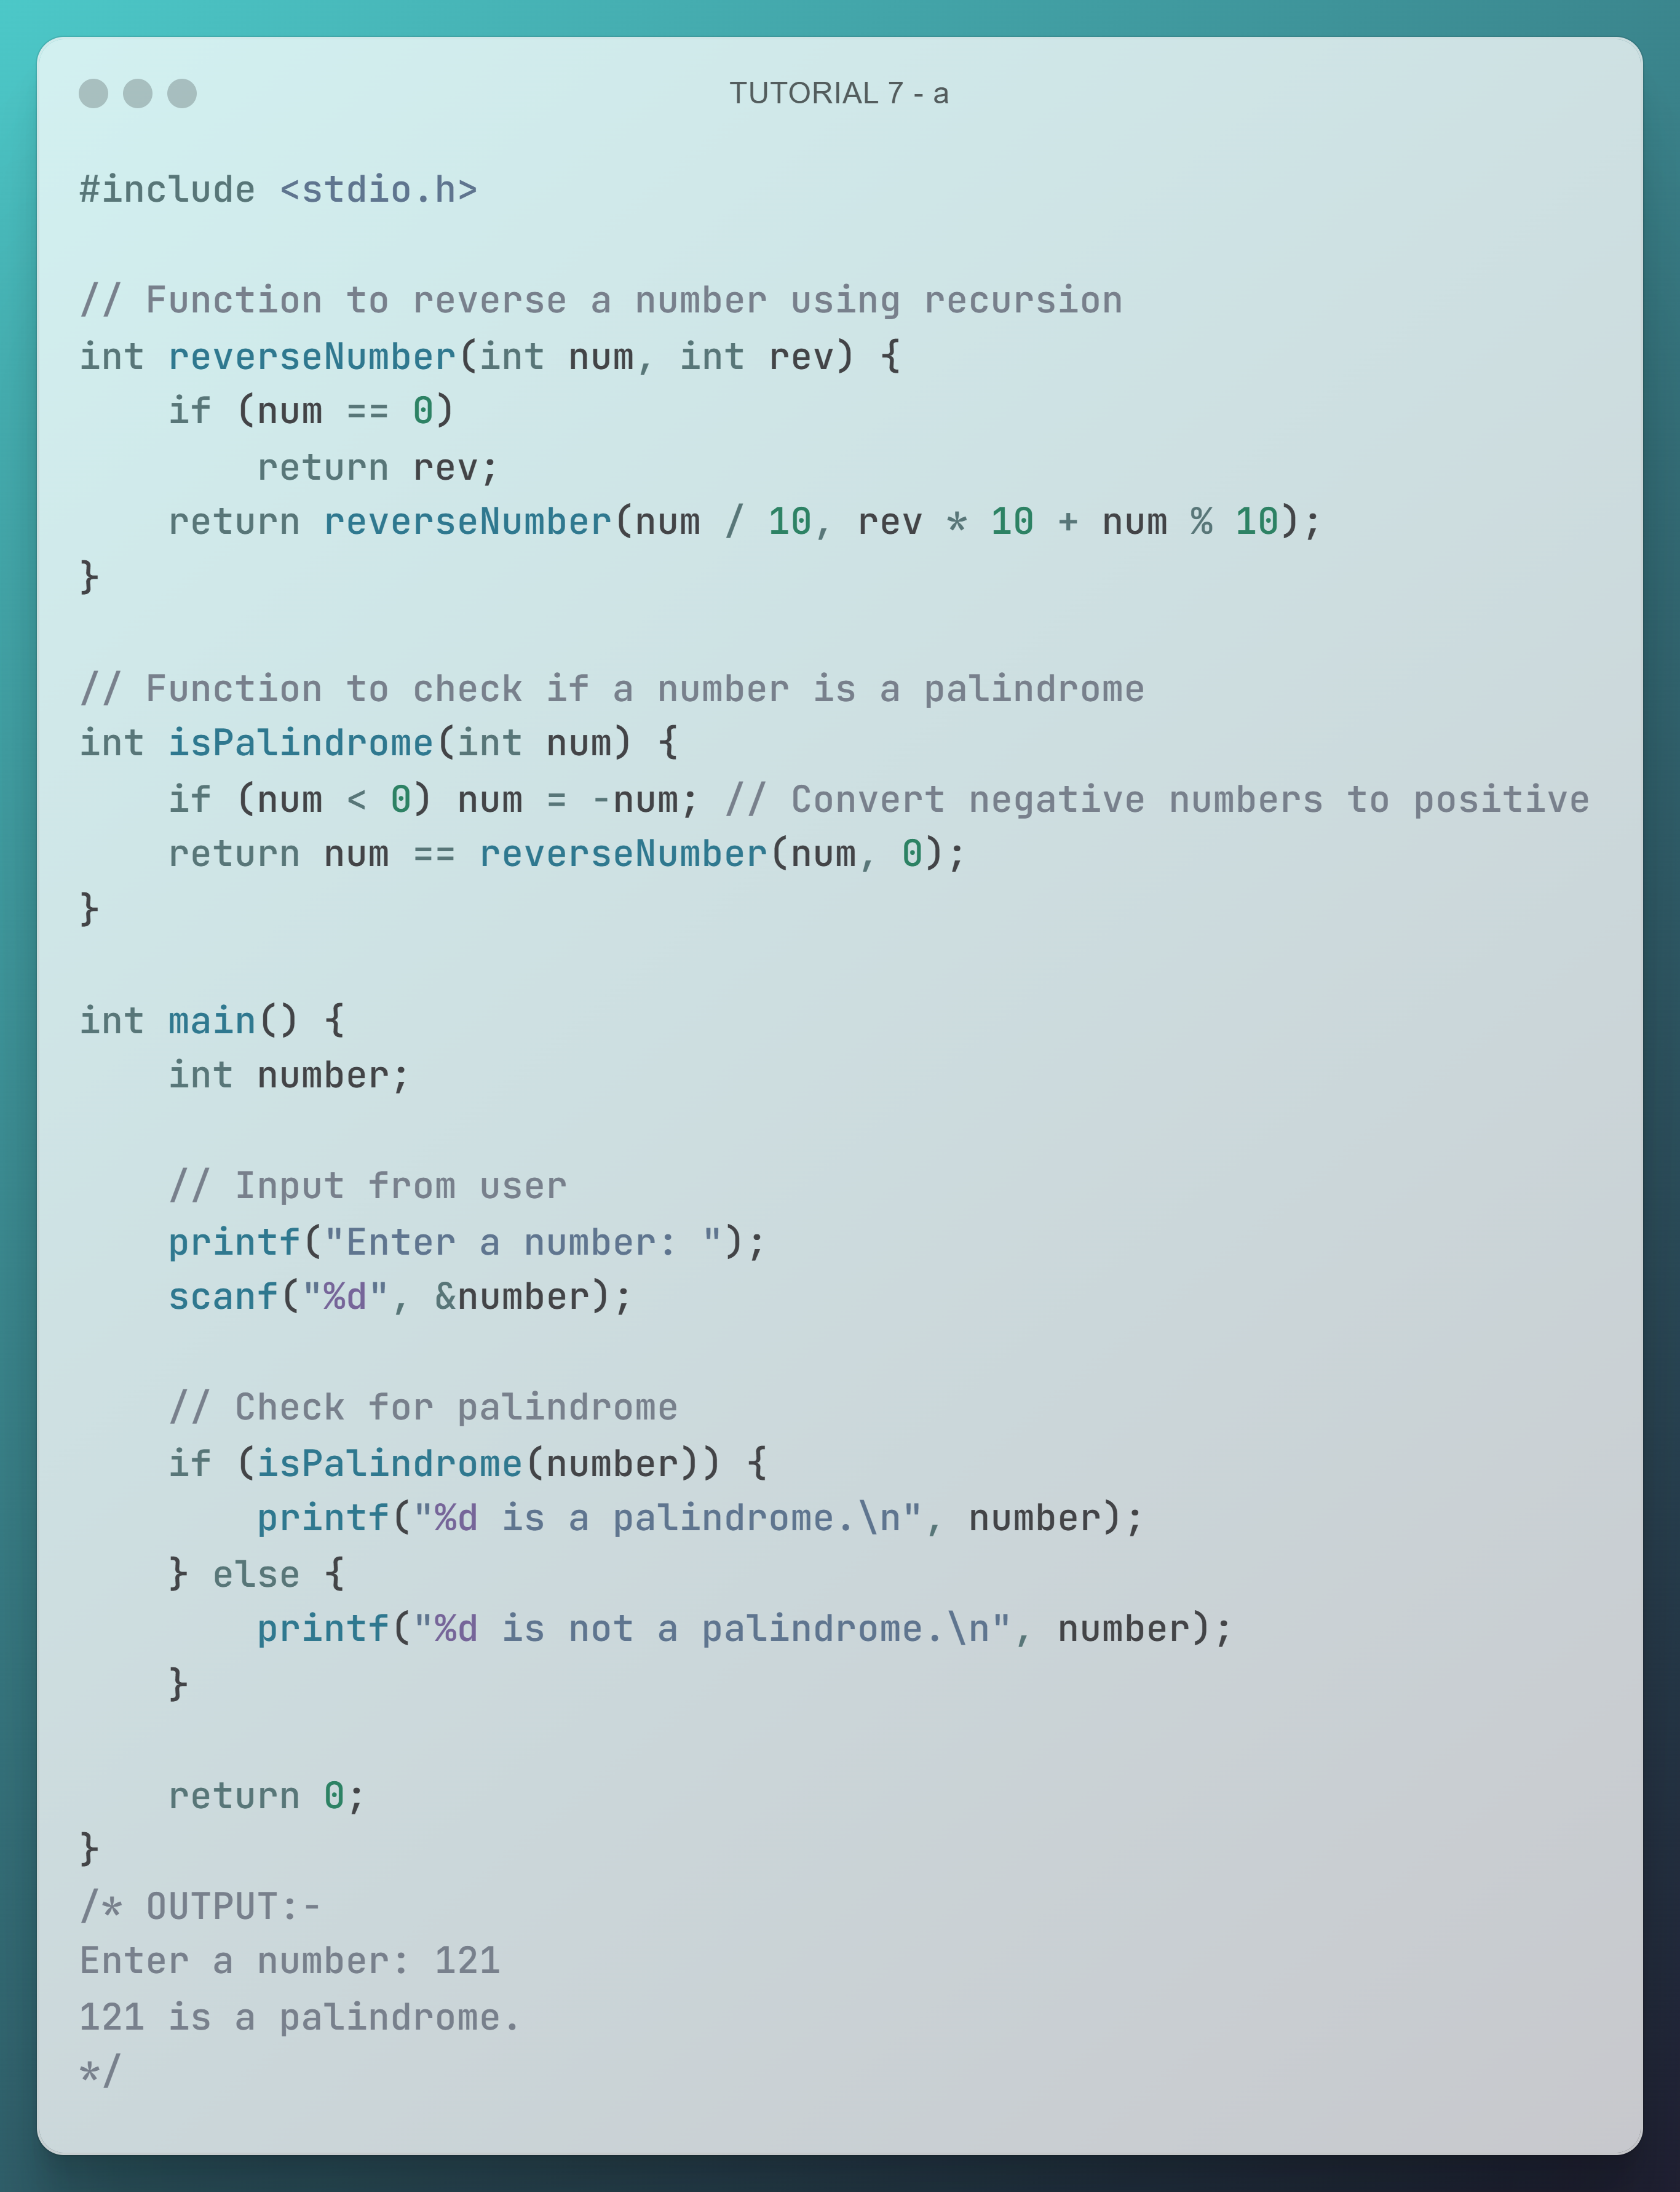 TUTORIAL 7 - a
#include <stdio.h>
// Function to reverse a number using recursion
int reverseNumber(int num, int rev) {
    if (num == 0)
        return rev;
    return reverseNumber(num / 10, rev * 10 + num % 10);
}
// Function to check if a number is a palindrome
int isPalindrome(int num) {
    if (num < 0) num = -num; // Convert negative numbers to positive
    return num == reverseNumber(num, 0);
}
int main() {
    int number;
    // Input from user
    printf("Enter a number: ");
    scanf("%d", &number);
    // Check for palindrome
    if (isPalindrome(number)) {
        printf("%d is a palindrome.\n", number);
    } else {
        printf("%d is not a palindrome.\n", number);
    }
    return 0;
}
/* OUTPUT:-
Enter a number: 121
121 is a palindrome.
*/